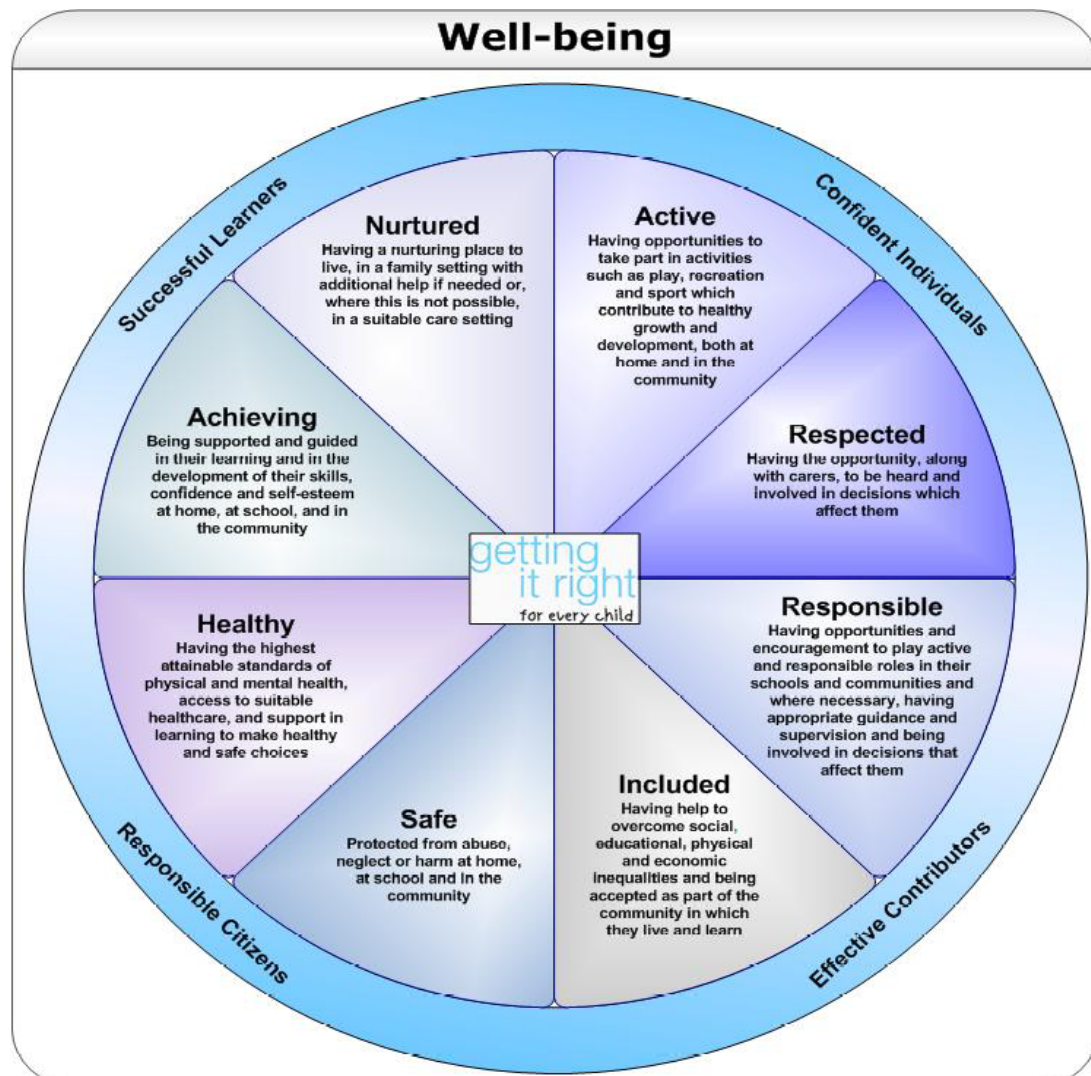 Well-being
Successful Learners
Confident Individuals
Nurtured
Having a nurturing place to
live, in a family setting with
additional help if needed or,
where this is not possible,
in a suitable care setting
Active
Having opportunities to
take part in activities
such as play, recreation
and sport which
contribute to healthy
growth and
development, both at
home and in the
community
Achieving
Being supported and guided
in their learning and in the
development of their skills,
confidence and self-esteem
at home, at school, and in
the community
Respected
Having the opportunity, along
with carers, to be heard and
involved in decisions which
affect them
getting
it right
for every child
Healthy
Having the highest
attainable standards of
physical and mental health,
access to suitable
healthcare, and support in
learning to make healthy
and safe choices
Responsible
Having opportunities and
encouragement to play active
and responsible roles in their
schools and communities and
where necessary, having
appropriate guidance and
supervision and being
involved in decisions that
affect them
Safe
Protected from abuse,
neglect or harm at home,
at school and in the
community
Included
Having help to
overcome social,
educational, physical
and economic
inequalities and being
accepted as part of the
community in which
they live and learn
Responsible Citizens
Effective Contributors